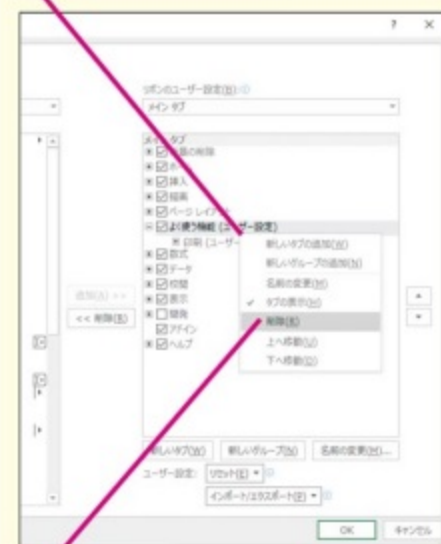 ? ×
リボンのユーザー設定(B):
メイン タブ
メイン タブ
背景の削除
ホーム
挿入
描画
ページ レイアウト
よく使う機能 (ユーザー設定)
印刷 (ユーザー
数式
データ
校閲
表示
開発
アドイン
ヘルプ
新しいタブの追加(W)
新しいグループの追加(N)
名前の変更(M)
✓ タブの表示(H)
削除(R)
上へ移動(U)
下へ移動(D)
追加(A) >>
<< 削除(R)
新しいタブ(W) 新しいグループ(N) 名前の変更(M)...
ユーザー設定: リセット(E)
インポート/エクスポート(P)
OK キャンセル